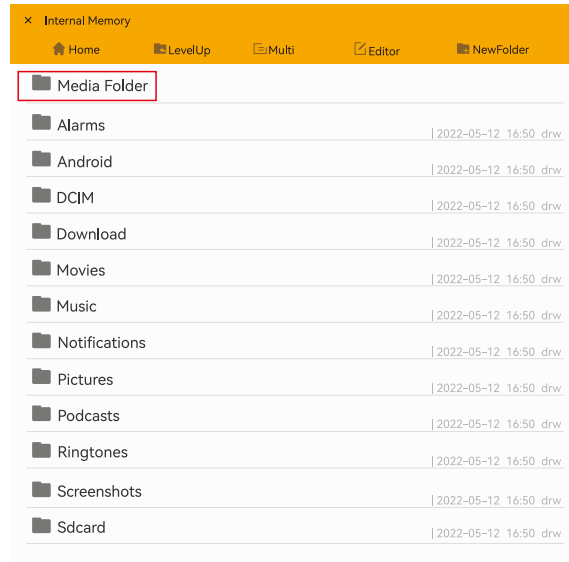 × Internal Memory
Home LevelUp Multi Editor NewFolder
Media Folder
Alarms
| 2022-05-12 16:50 drw
Android
| 2022-05-12 16:50 drw
DCIM
| 2022-05-12 16:50 drw
Download
| 2022-05-12 16:50 drw
Movies
| 2022-05-12 16:50 drw
Music
| 2022-05-12 16:50 drw
Notifications
| 2022-05-12 16:50 drw
Pictures
| 2022-05-12 16:50 drw
Podcasts
| 2022-05-12 16:50 drw
Ringtones
| 2022-05-12 16:50 drw
Screenshots
| 2022-05-12 16:50 drw
Sdcard
| 2022-05-12 16:50 drw